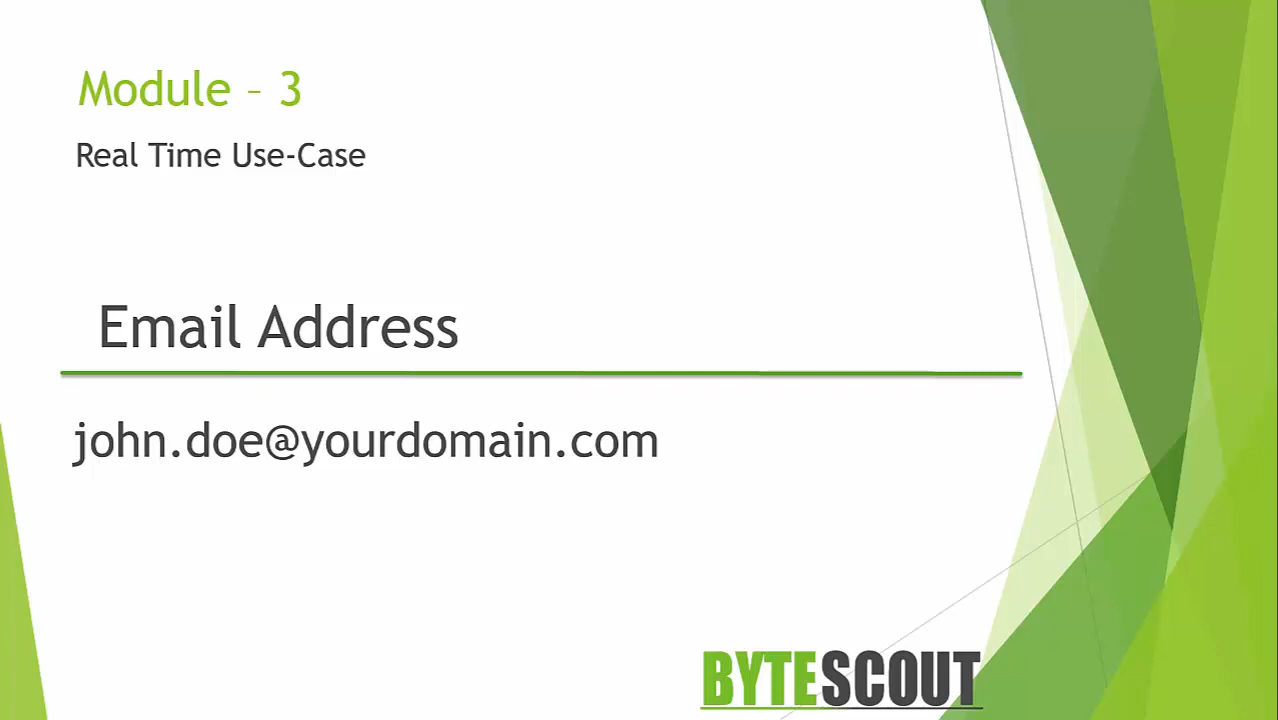 Module – 3
Real Time Use-Case
Email Address
john.doe@yourdomain.com
BYTESCOUT